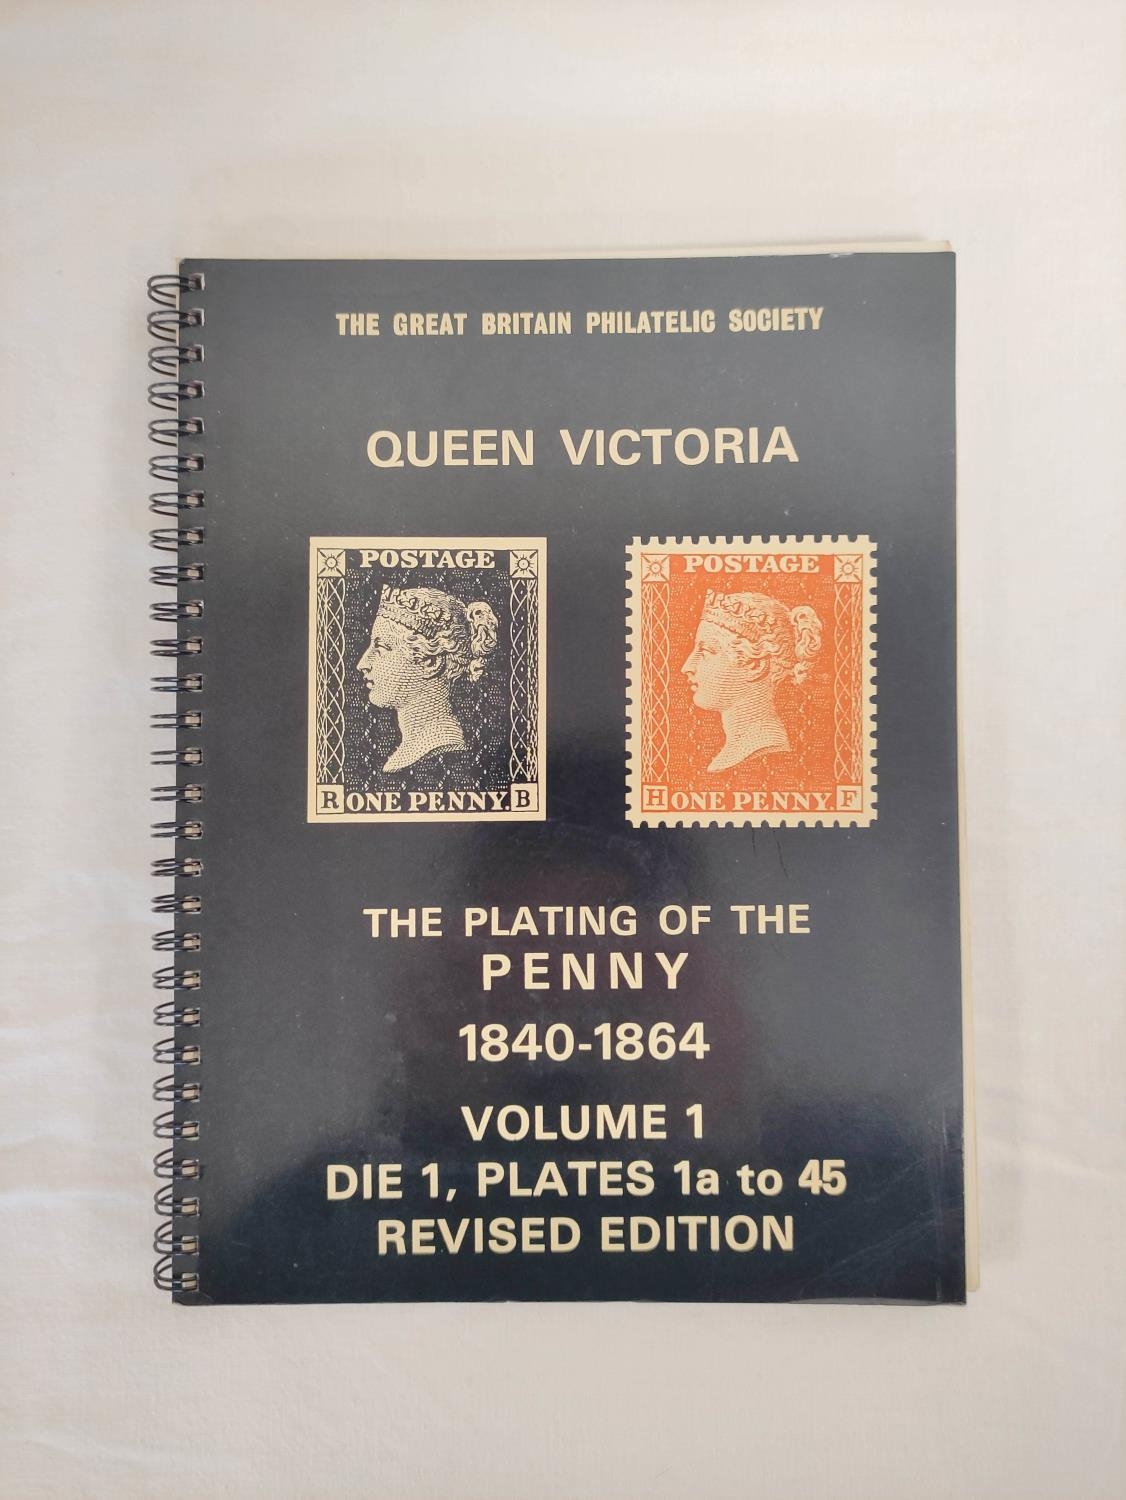 THE GREAT BRITAIN PHILATELIC SOCIETY
QUEEN VICTORIA
POSTAGE
R ONE PENNY. B
POSTAGE
H ONE PENNY. F
THE PLATING OF THE
PENNY
1840-1864
VOLUME 1
DIE 1, PLATES 1a to 45
REVISED EDITION